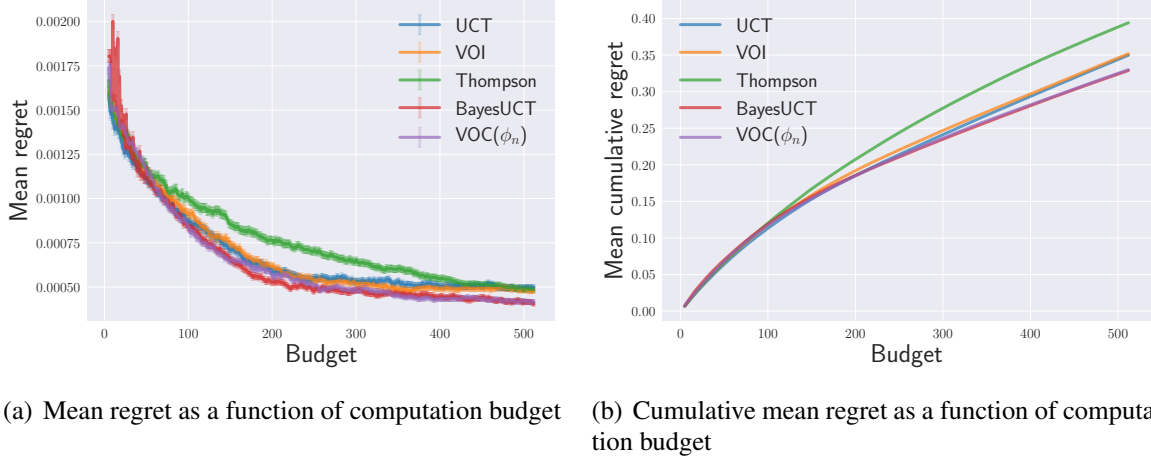 0.00200
0.00175
0.00150
0.00125
0.00100
0.00075
0.00050
Mean regret
0
100
200
300
400
500
Budget
UCT
VOI
Thompson
BayesUCT
VOC(ϕₙ)
0.40
0.35
0.30
0.25
0.20
0.15
0.10
0.05
0.00
Mean cumulative regret
0
100
200
300
400
500
Budget
UCT
VOI
Thompson
BayesUCT
VOC(ϕₙ)
(a) Mean regret as a function of computation budget
(b) Cumulative mean regret as a function of computa-
tion budget